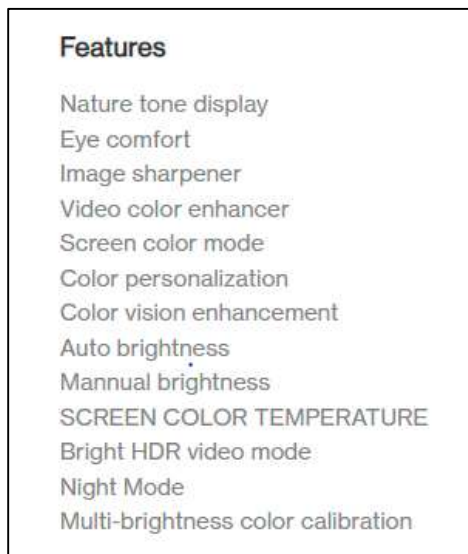 Features
Nature tone display
Eye comfort
Image sharpener
Video color enhancer
Screen color mode
Color personalization
Color vision enhancement
Auto brightness
Mannual brightness
SCREEN COLOR TEMPERATURE
Bright HDR video mode
Night Mode
Multi-brightness color calibration